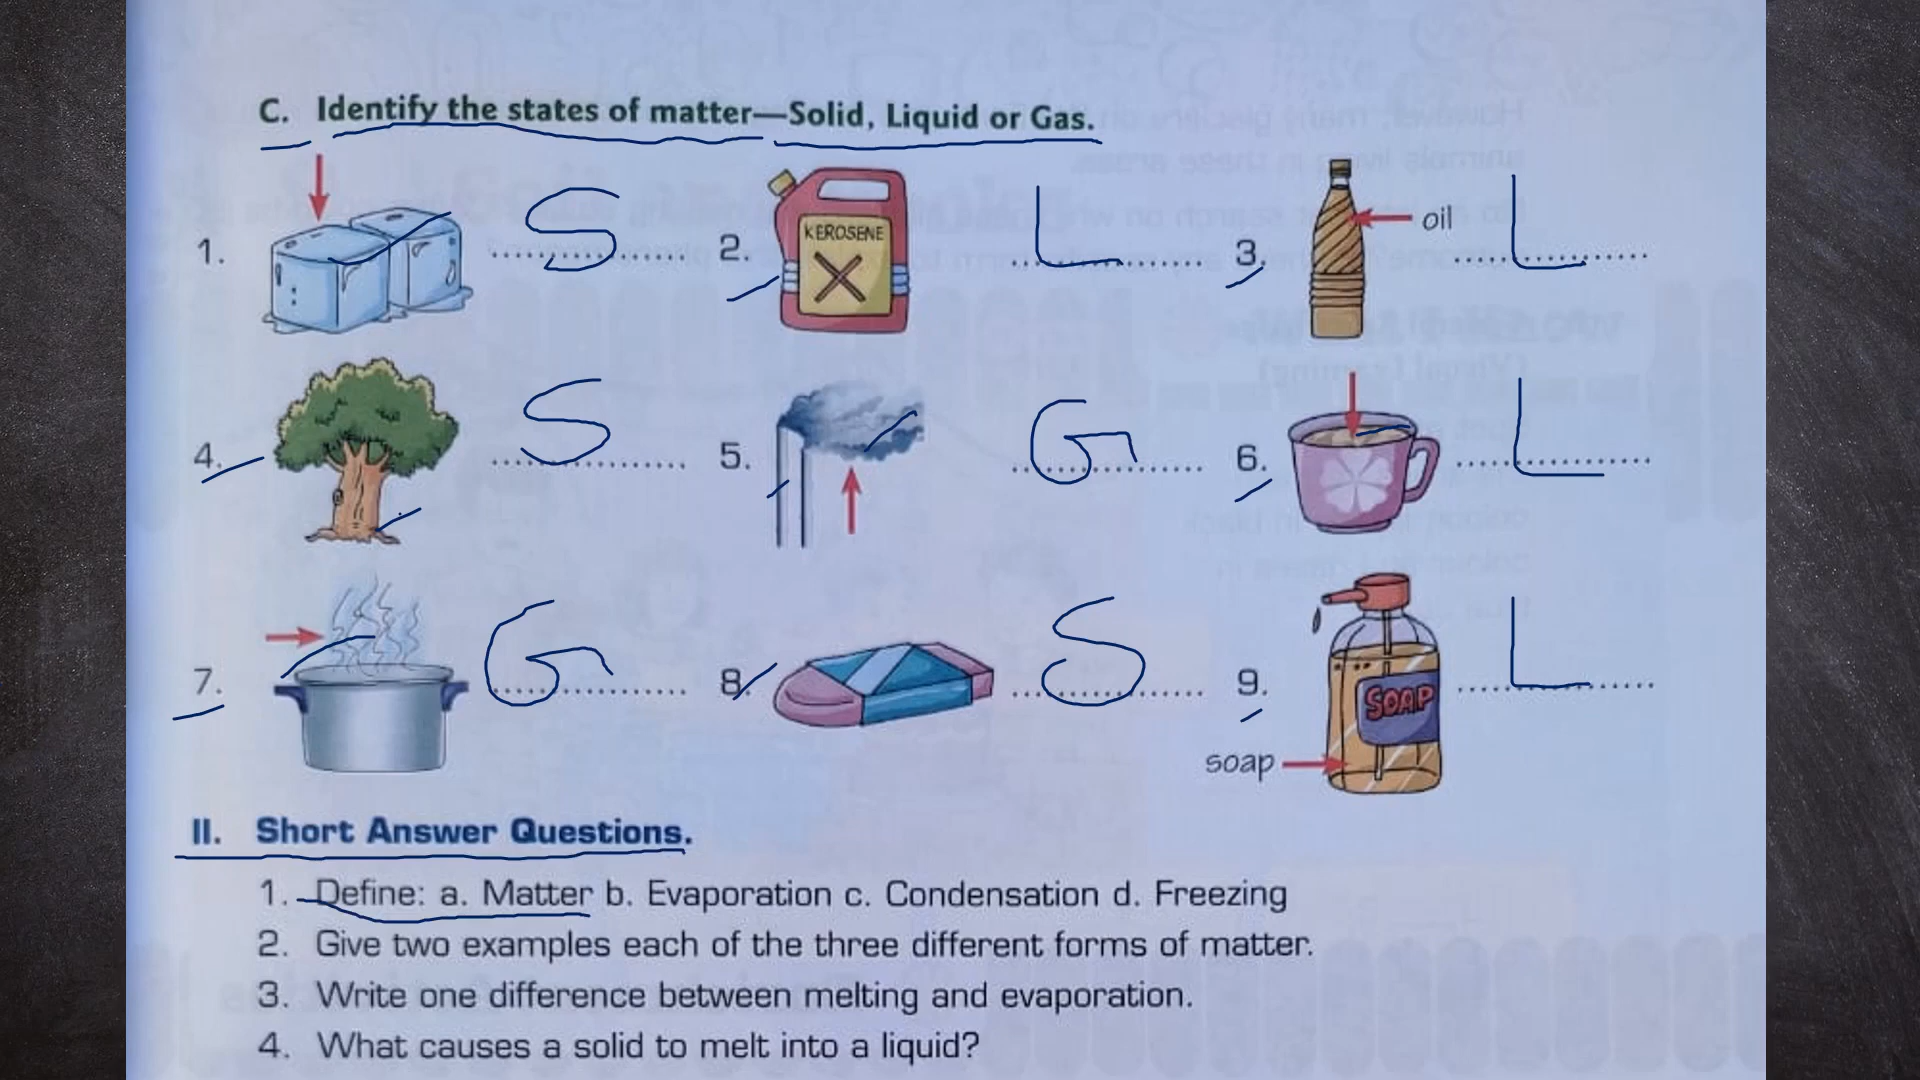 C. Identify the states of matter—Solid, Liquid or Gas.
1. S 2. KEROSENE L 3. oil L
4. S 5. G 6. L
7. G 8. S 9. SOAP L
soap
II. Short Answer Questions.
1. Define: a. Matter b. Evaporation c. Condensation d. Freezing
2. Give two examples each of the three different forms of matter.
3. Write one difference between melting and evaporation.
4. What causes a solid to melt into a liquid?